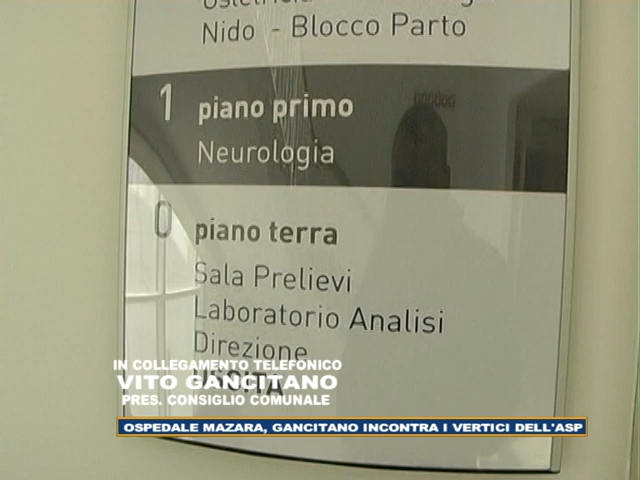 Nido - Blocco Parto
1 piano primo
Neurologia
0 piano terra
Sala Prelievi
Laboratorio Analisi
Direzione
USCITA
IN COLLEGAMENTO TELEFONICO
VITO GANCITANO
PRES. CONSIGLIO COMUNALE
OSPEDALE MAZARA, GANCITANO INCONTRA I VERTICI DELL'ASP